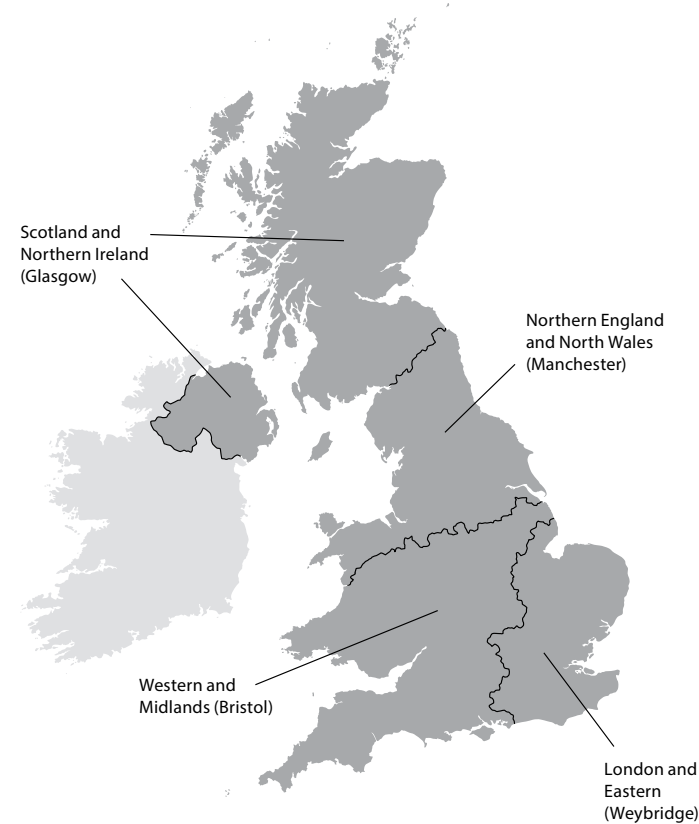 Scotland and
Northern Ireland
(Glasgow)
Northern England
and North Wales
(Manchester)
Western and
Midlands (Bristol)
London and
Eastern
(Weybridge)